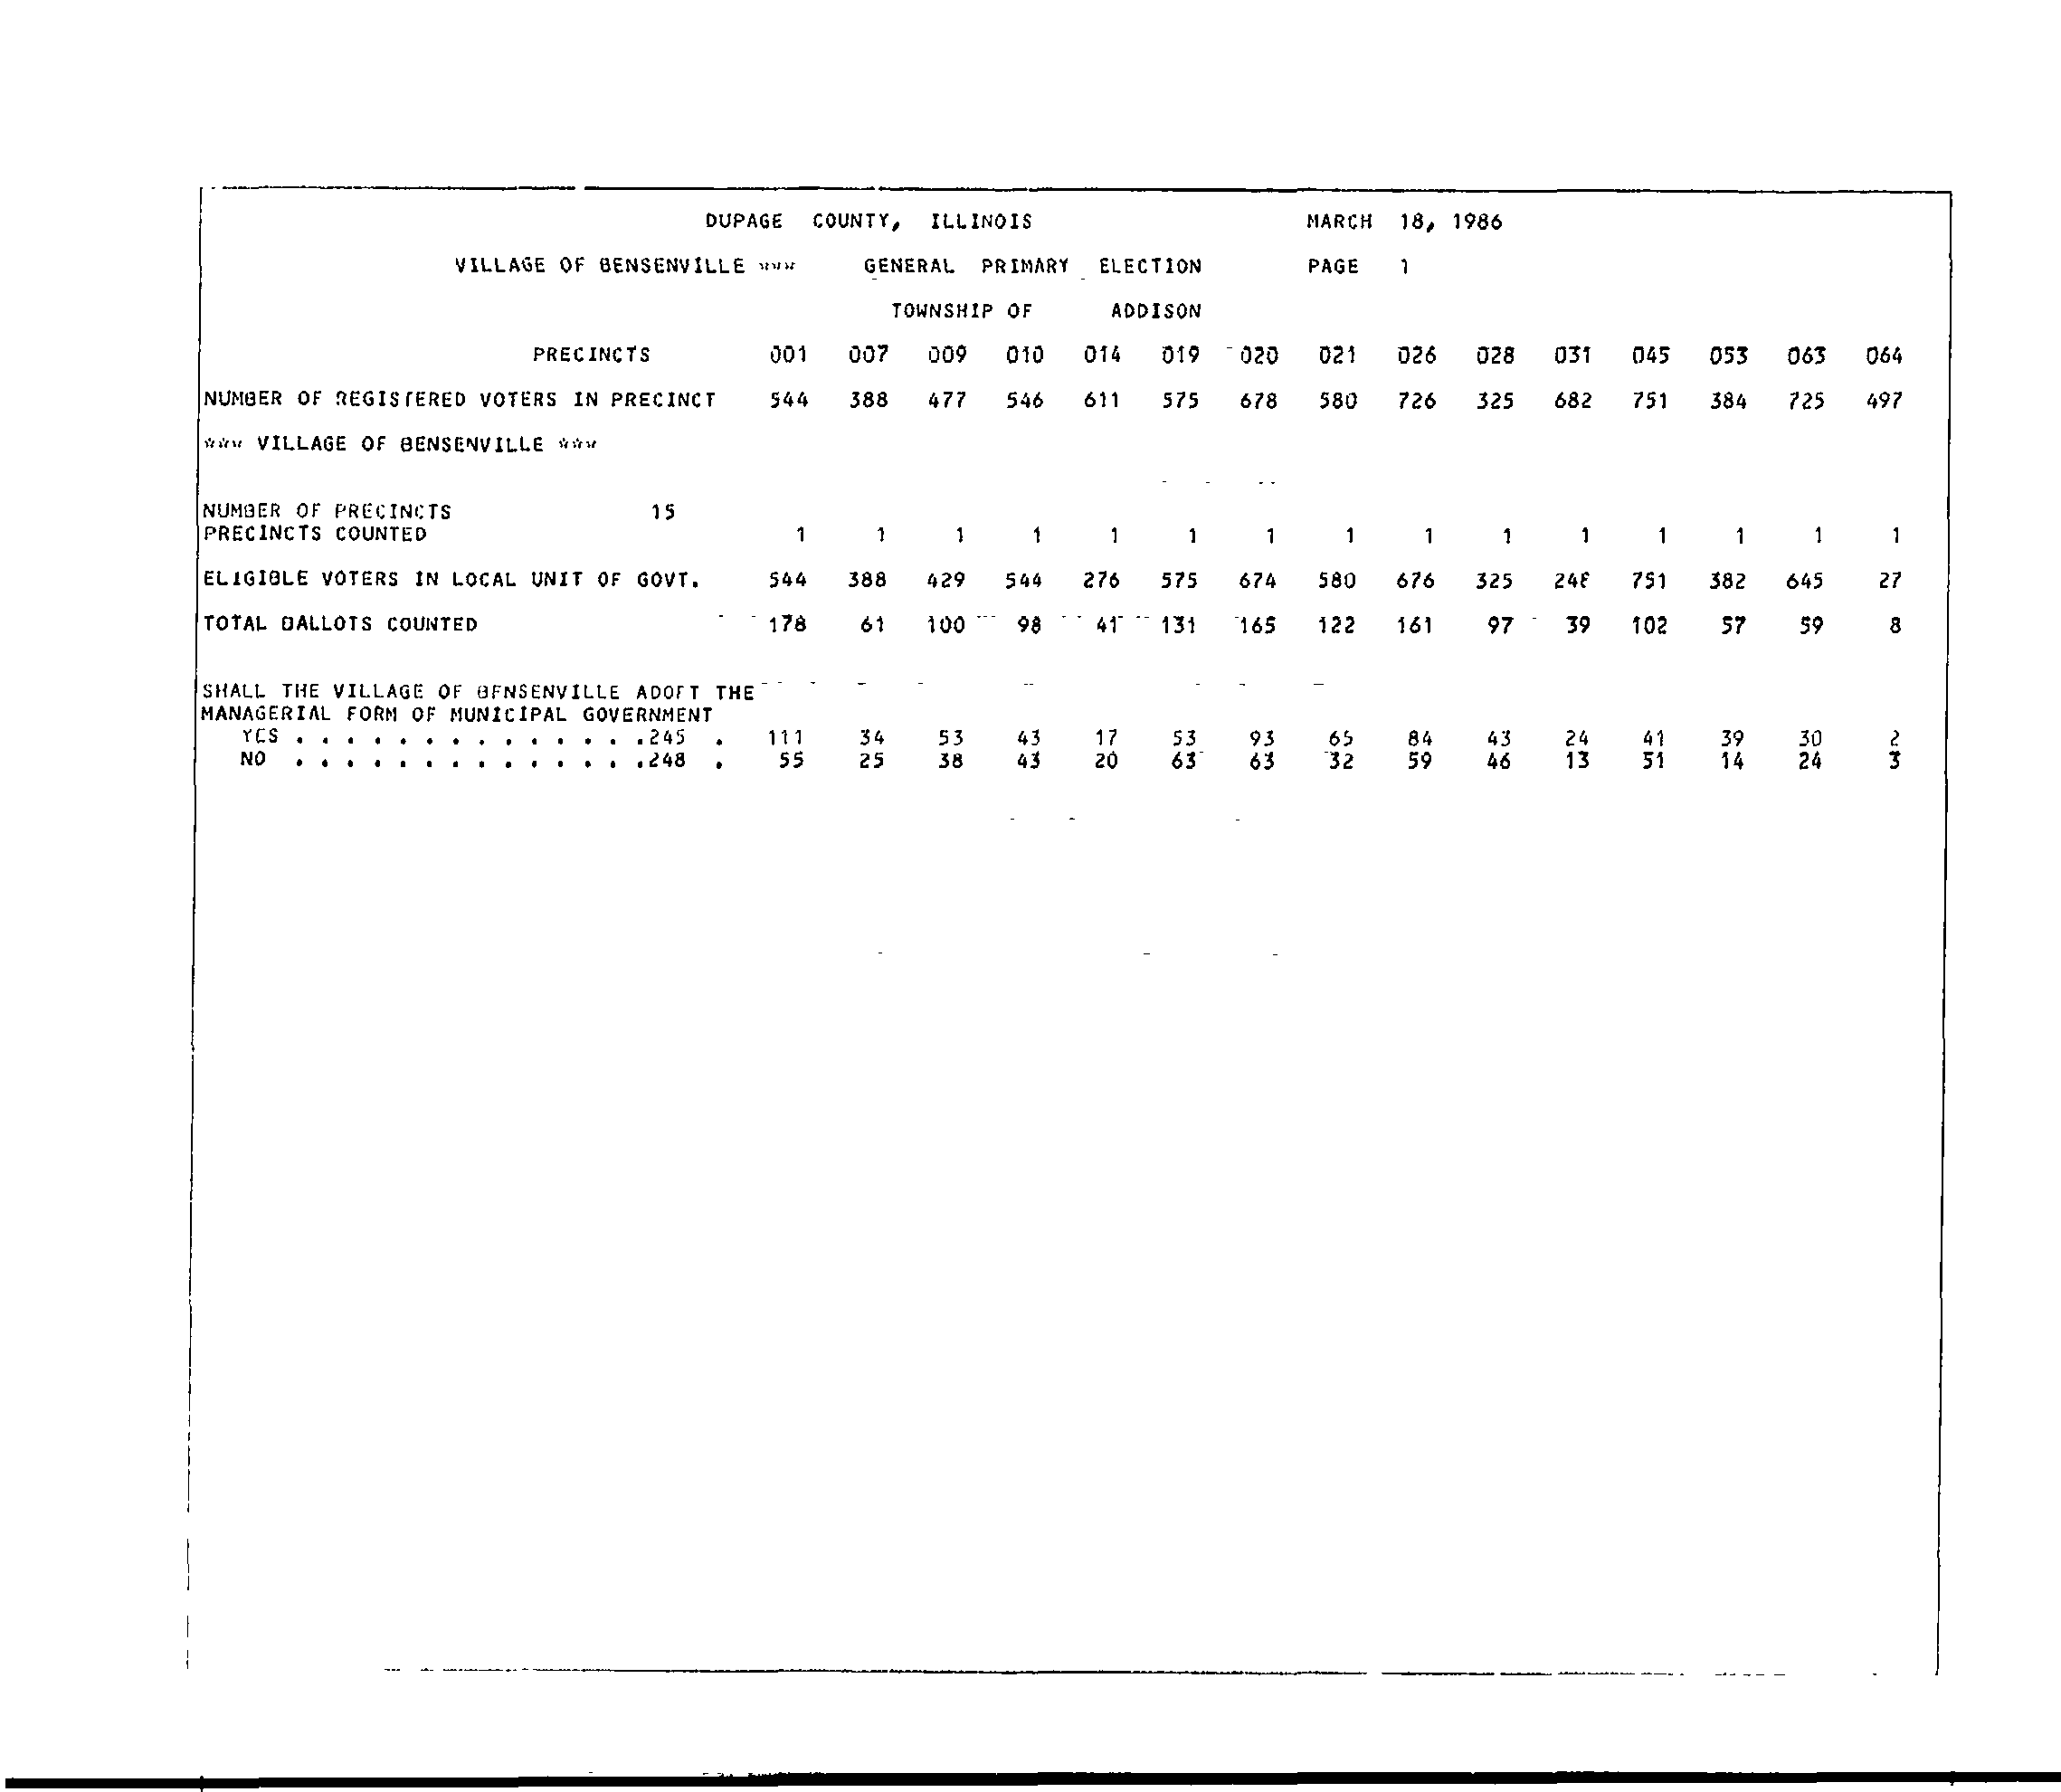 DUPAGE COUNTY, ILLINOIS MARCH 18, 1986
VILLAGE OF BENSENVILLE *** GENERAL PRIMARY ELECTION PAGE 1
TOWNSHIP OF ADDISON
PRECINCTS 001 007 009 010 014 019 020 021 026 028 031 045 053 063 064
NUMBER OF REGISTERED VOTERS IN PRECINCT 544 388 477 546 611 575 678 580 726 325 682 751 384 725 497
*** VILLAGE OF BENSENVILLE ***
NUMBER OF PRECINCTS 15
PRECINCTS COUNTED 1 1 1 1 1 1 1 1 1 1 1 1 1 1 1
ELIGIBLE VOTERS IN LOCAL UNIT OF GOVT. 544 388 429 544 276 575 674 580 676 325 248 751 382 645 27
TOTAL BALLOTS COUNTED 178 61 100 98 41 131 165 122 161 97 39 102 57 59 8
SHALL THE VILLAGE OF BENSENVILLE ADOPT THE
MANAGERIAL FORM OF MUNICIPAL GOVERNMENT
YES . . . . . . . . . . . . . .245 . 111 34 53 43 17 53 93 65 84 43 24 41 39 30 2
NO . . . . . . . . . . . . . .248 . 55 25 38 43 20 63 63 32 59 46 13 51 14 24 3